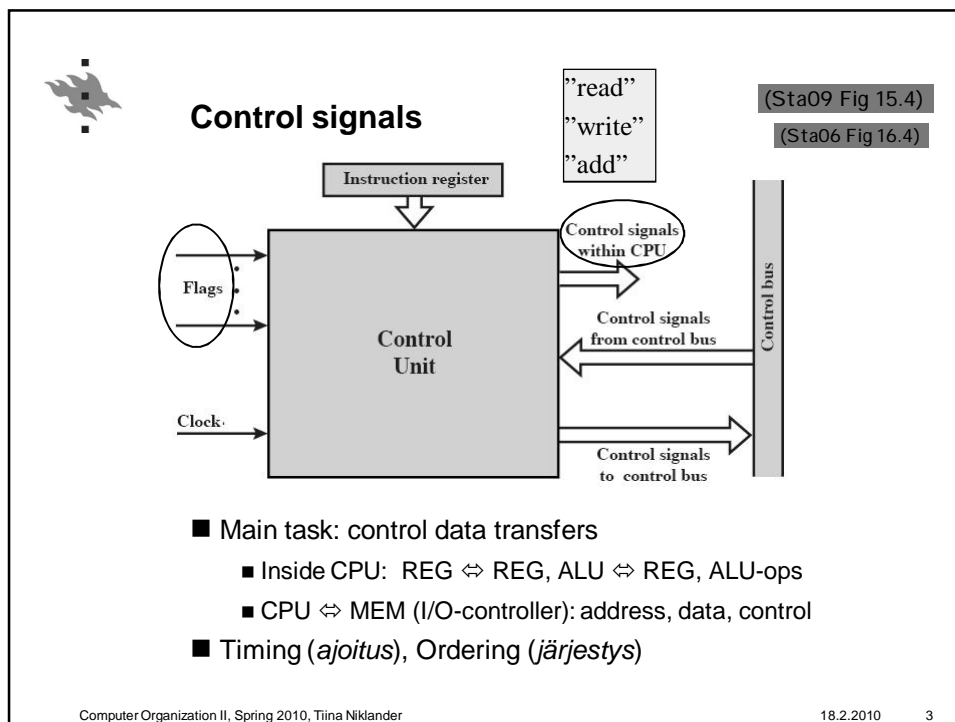 Control signals
”read”
”write”
”add”
(Sta09 Fig 15.4)
(Sta06 Fig 16.4)
Instruction register
Control signals
within CPU
Flags
Control signals
from control bus
Control bus
Control
Unit
Clock
Control signals
to control bus
■ Main task: control data transfers
■ Inside CPU: REG ⇔ REG, ALU ⇔ REG, ALU-ops
■ CPU ⇔ MEM (I/O-controller): address, data, control
■ Timing (ajoitus), Ordering (järjestys)
Computer Organization II, Spring 2010, Tiina Niklander
18.2.2010
3